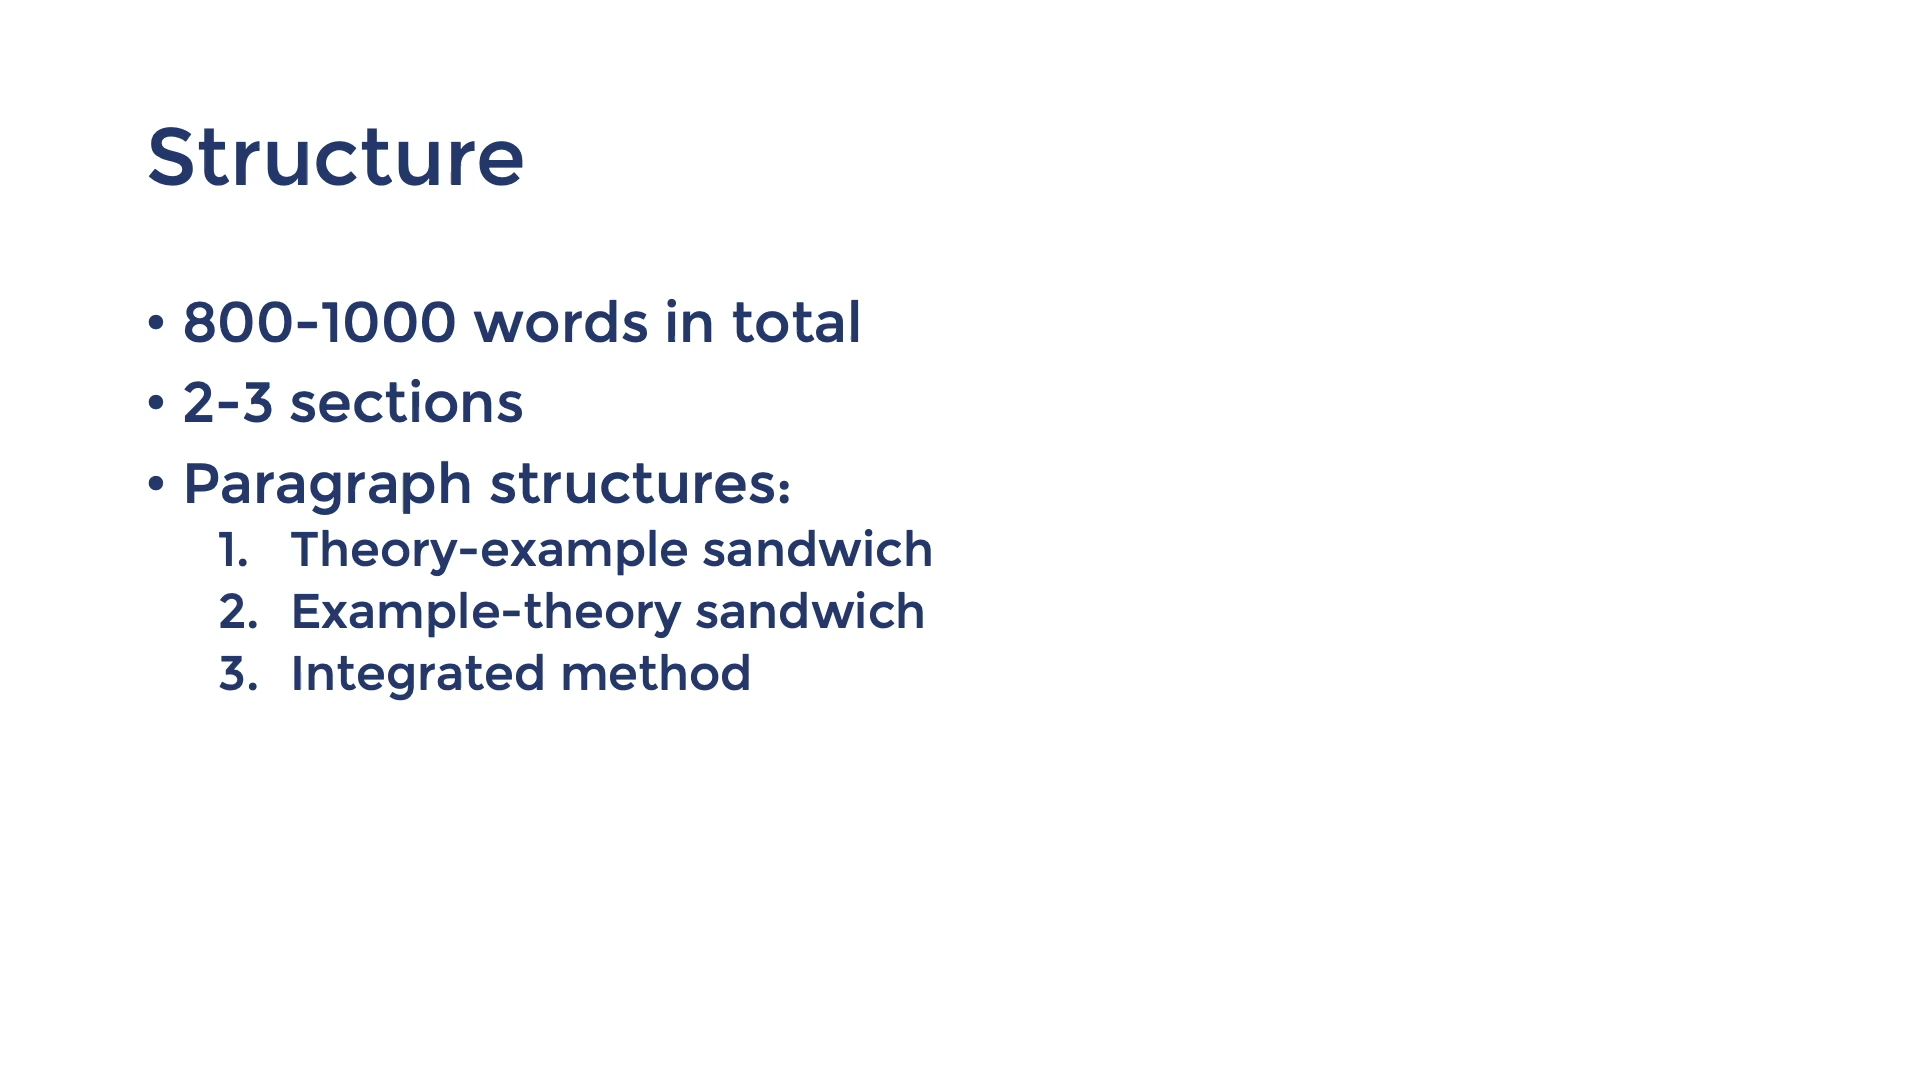 Structure
• 800-1000 words in total
• 2-3 sections
• Paragraph structures:
1. Theory-example sandwich
2. Example-theory sandwich
3. Integrated method